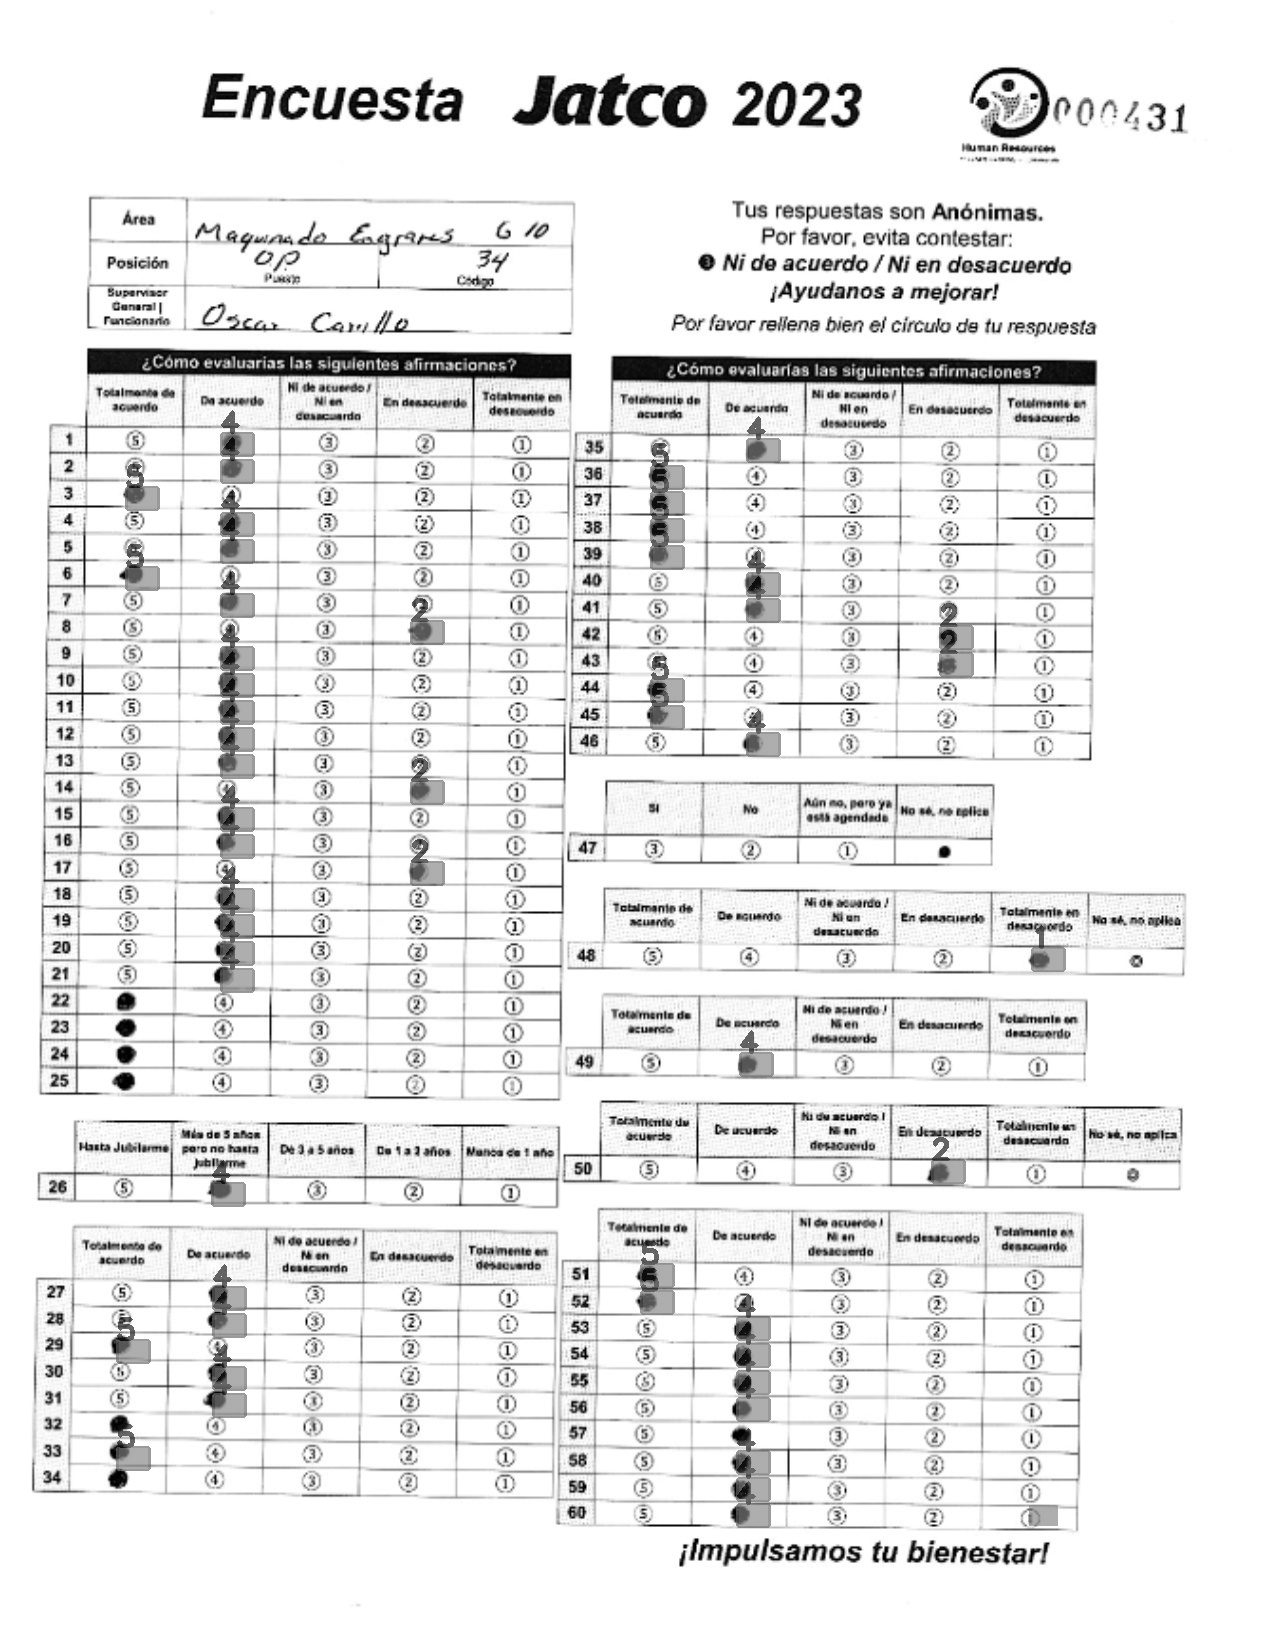 Encuesta Jatco 2023
000431
Human Resources
Área Maquinado Engranes G 10
Posición OP. 34
Puesto Código
Supervisor General | Funcionario Oscar Carillo
Tus respuestas son Anónimas.
Por favor, evita contestar:
❸ Ni de acuerdo / Ni en desacuerdo
¡Ayudanos a mejorar!
Por favor rellena bien el círculo de tu respuesta
¿Cómo evaluarías las siguientes afirmaciones?
Totalmente de acuerdo De acuerdo Ni de acuerdo / Ni en desacuerdo En desacuerdo Totalmente en desacuerdo
1 ⑤ 4 ③ ② ①
2 4 ③ ② ①
3 5 ③ ② ①
4 ⑤ 4 ③ ② ①
5 4 ③ ② ①
6 5 ③ ② ①
7 ⑤ 4 ③ ①
8 ⑤ ③ 2 ①
9 ⑤ 4 ③ ② ①
10 ⑤ 4 ③ ② ①
11 ⑤ 4 ③ ② ①
12 ⑤ 4 ③ ② ①
13 ⑤ 4 ③ ①
14 ⑤ ④ ③ 2 ①
15 ⑤ 4 ③ ② ①
16 ⑤ 4 ③ ①
17 ⑤ ④ ③ 2 ①
18 ⑤ 4 ③ ② ①
19 ⑤ 4 ③ ② ①
20 ⑤ 4 ③ ② ①
21 ⑤ 4 ③ ② ①
22 ④ ③ ② ①
23 ④ ③ ② ①
24 ④ ③ ② ①
25 ④ ③ ② ①
Hasta Jubilarme Más de 5 años pero no hasta jubilarme De 3 a 5 años De 1 a 3 años Menos de 1 año
26 ⑤ 4 ③ ② ①
Totalmente de acuerdo De acuerdo Ni de acuerdo / Ni en desacuerdo En desacuerdo Totalmente en desacuerdo
27 ⑤ 4 ③ ② ①
28 4 ③ ② ①
29 5 ③ ② ①
30 ⑤ 4 ③ ② ①
31 ⑤ 4 ③ ② ①
32 ④ ③ ② ①
33 5 ④ ③ ② ①
34 ④ ③ ② ①
¿Cómo evaluarías las siguientes afirmaciones?
Totalmente de acuerdo De acuerdo Ni de acuerdo / Ni en desacuerdo En desacuerdo Totalmente en desacuerdo
35 4 ③ ② ①
36 5 ④ ③ ② ①
37 5 ④ ③ ② ①
38 5 ④ ③ ② ①
39 5 ③ ② ①
40 ⑤ 4 ③ ② ①
41 ⑤ 4 ③ ①
42 ⑤ ④ ③ 2 ①
43 ④ ③ 2 ①
44 5 ④ ③ ② ①
45 5 ③ ② ①
46 ⑤ 4 ③ ② ①
Si No Aún no, pero ya está agendada No sé, no aplica
47 ③ ② ①
Totalmente de acuerdo De acuerdo Ni de acuerdo / Ni en desacuerdo En desacuerdo Totalmente en desacuerdo No sé, no aplica
48 ⑤ ④ ③ ② 1
Totalmente de acuerdo De acuerdo Ni de acuerdo / Ni en desacuerdo En desacuerdo Totalmente en desacuerdo
49 ⑤ 4 ③ ② ①
Totalmente de acuerdo De acuerdo Ni de acuerdo / Ni en desacuerdo En desacuerdo Totalmente en desacuerdo No sé, no aplica
50 ⑤ ④ ③ 2 ①
Totalmente de acuerdo De acuerdo Ni de acuerdo / Ni en desacuerdo En desacuerdo Totalmente en desacuerdo
51 5 ④ ③ ② ①
52 5 ③ ② ①
53 ⑤ 4 ③ ② ①
54 ⑤ 4 ③ ② ①
55 ⑤ 4 ③ ② ①
56 ⑤ 4 ③ ② ①
57 ⑤ ③ ② ①
58 ⑤ 4 ③ ② ①
59 ⑤ 4 ③ ② ①
60 ⑤ 4 ③ ② ①
¡Impulsamos tu bienestar!